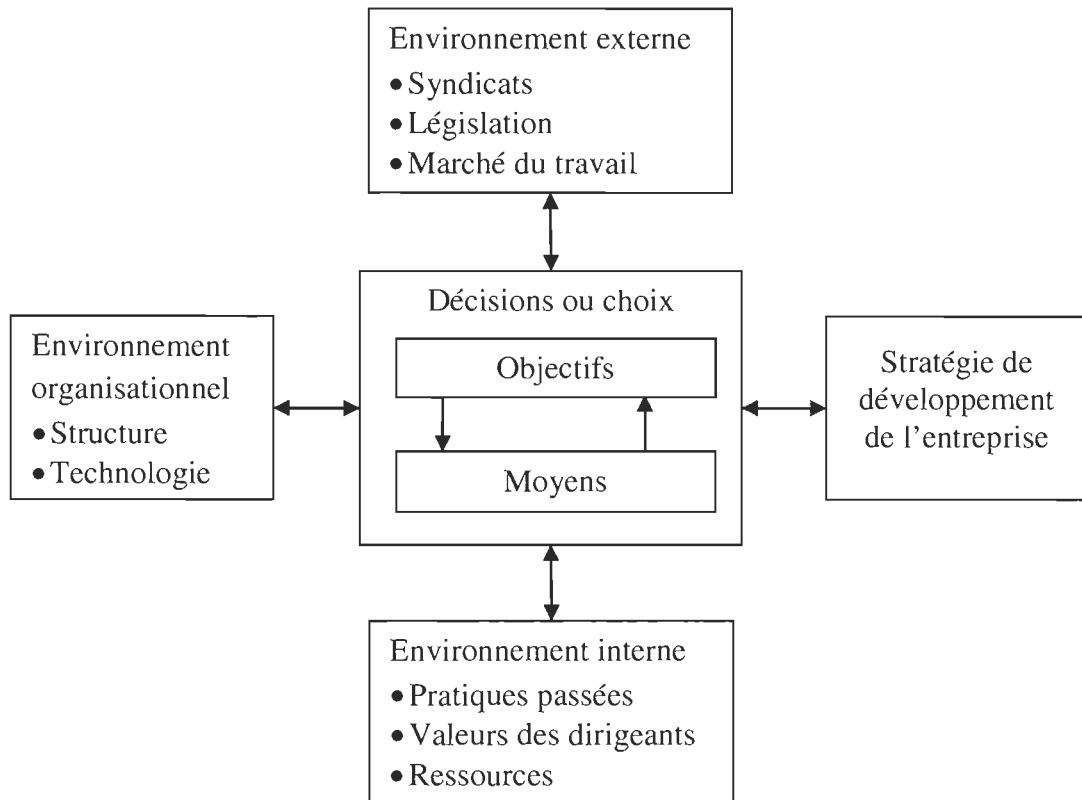 Environnement externe
• Syndicats
• Législation
• Marché du travail
Décisions ou choix
Objectifs
Moyens
Environnement
organisationnel
• Structure
• Technologie
Stratégie de
développement
de l'entreprise
Environnement interne
• Pratiques passées
• Valeurs des dirigeants
• Ressources